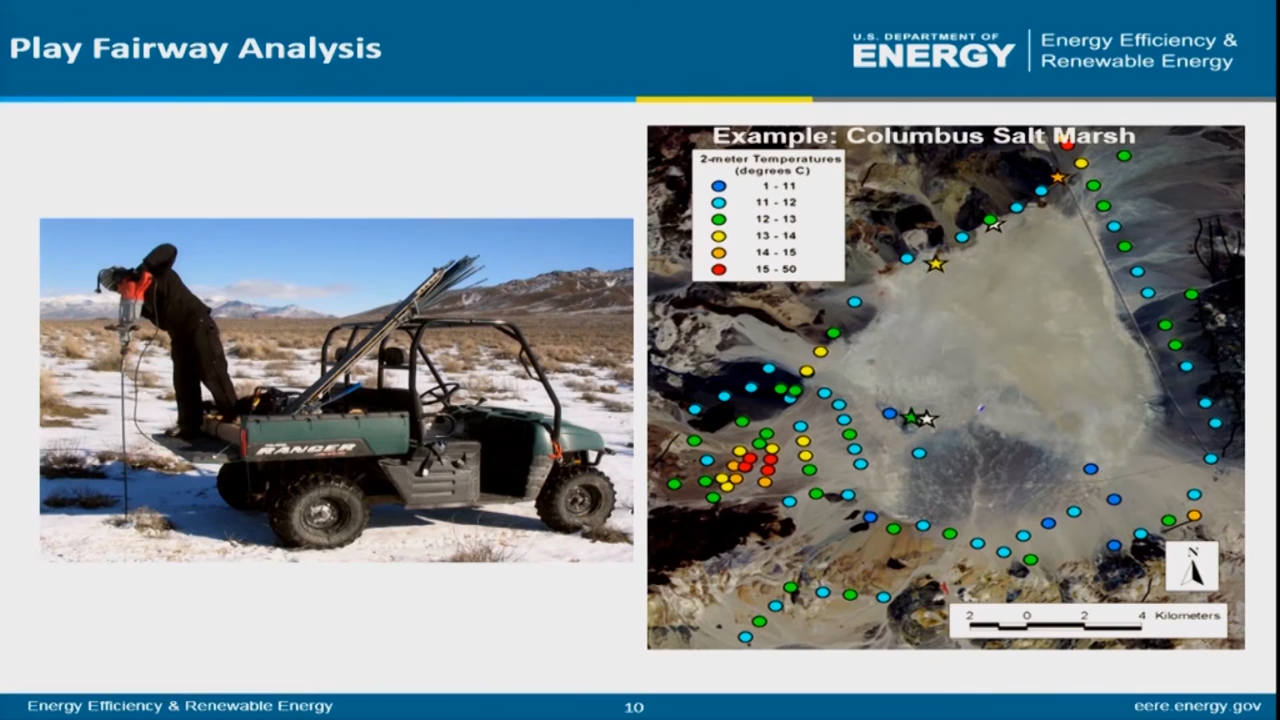 Play Fairway Analysis
U.S. DEPARTMENT OF
ENERGY
Energy Efficiency &
Renewable Energy
Example: Columbus Salt Marsh
2-meter Temperatures
(degrees C)
1 - 11
11 - 12
12 - 13
13 - 14
14 - 15
15 - 50
RANGER
N
2 0 2 4 Kilometers
Energy Efficiency & Renewable Energy
10
eere.energy.gov